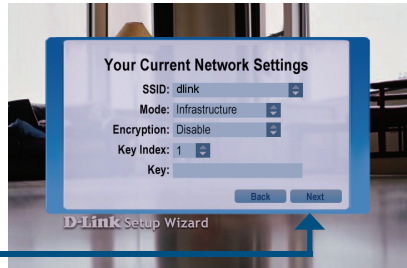 Your Current Network Settings
SSID: dlink
Mode: Infrastructure
Encryption: Disable
Key Index: 1
Key:
Back Next
D-Link Setup Wizard